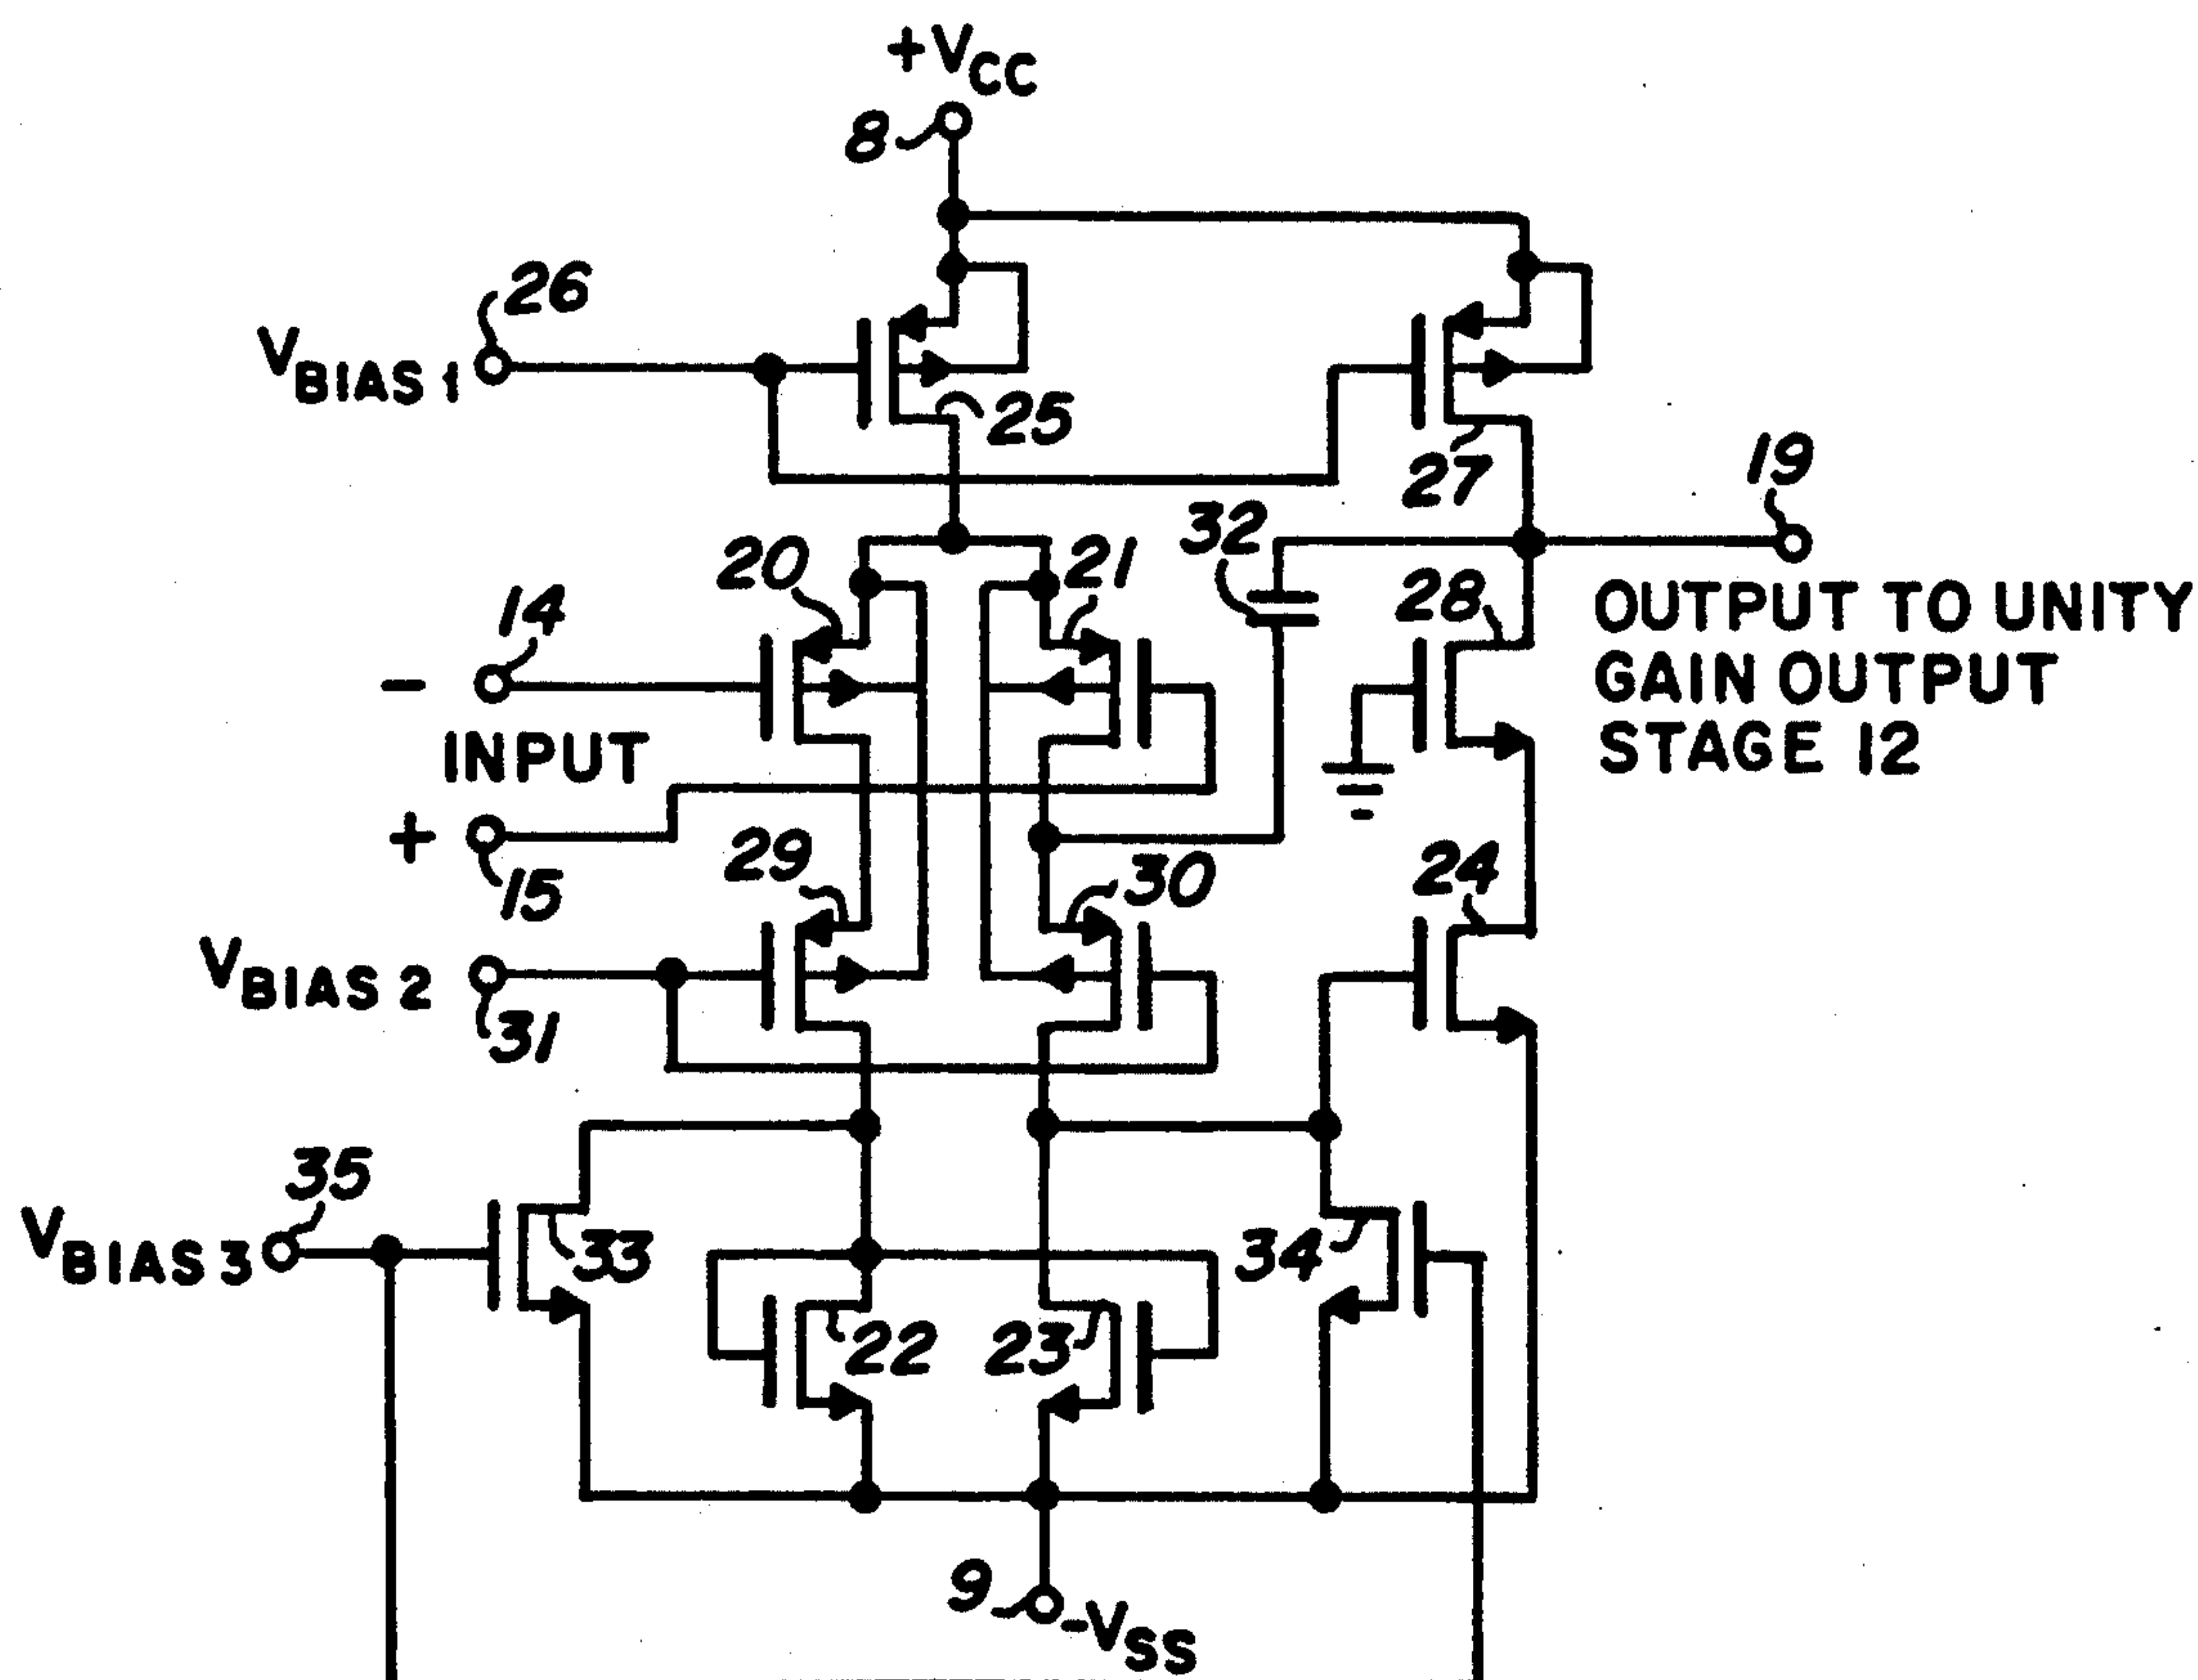 +VCC
8
26
VBIAS 1
25
27
19
32
20
21
28
14
OUTPUT TO UNITY
GAIN OUTPUT
STAGE 12
-
INPUT
+
15
29
30
24
VBIAS 2
31
35
VBIAS 3
33
34
22
23
9
-VSS